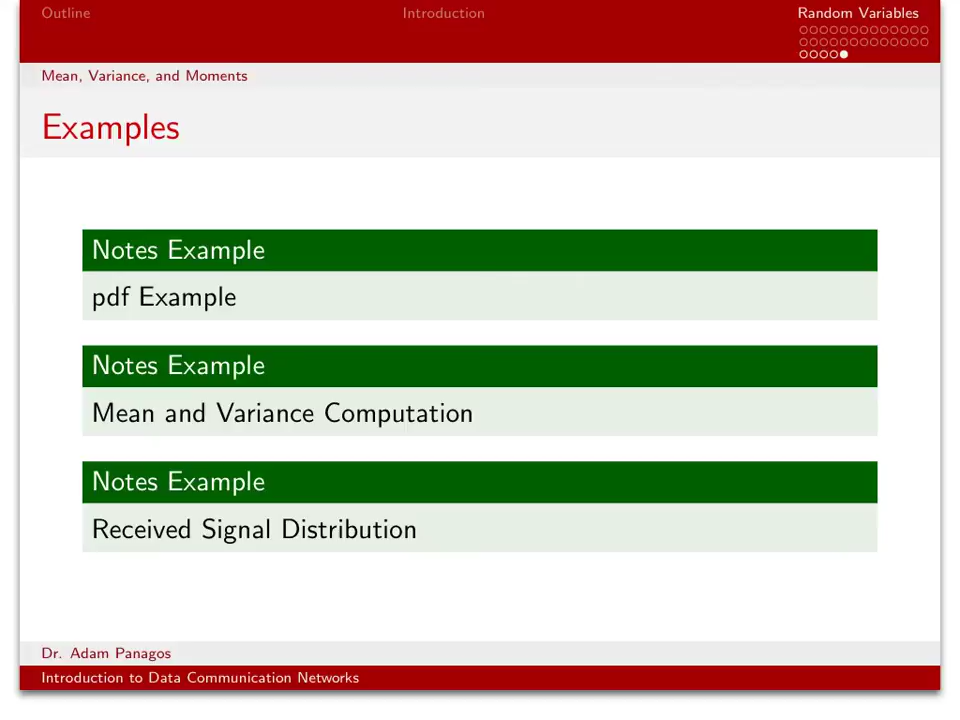 Outline
Introduction
Random Variables
Mean, Variance, and Moments
Examples
Notes Example
pdf Example
Notes Example
Mean and Variance Computation
Notes Example
Received Signal Distribution
Dr. Adam Panagos
Introduction to Data Communication Networks